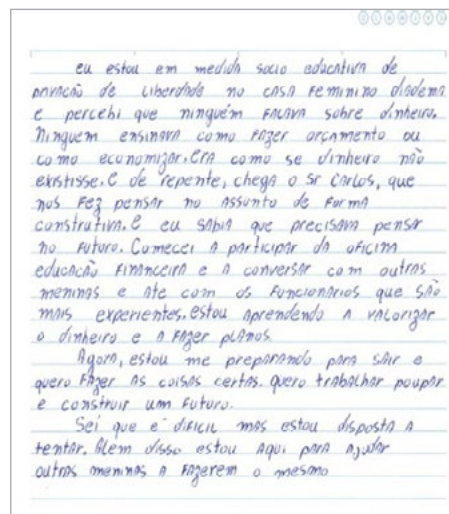 eu estou em medida socio educativa de
privação de Liberdade no CASA Feminino diadema
e percebi que ninguém FALAVA sobre dinheiro.
Ninguem ensinava como FAZER orçamento ou
como economizar. ERA como se dinheiro não
existisse. E de repente, chega o Sr Carlos, que
nos FEZ pensar no assunto de Forma
construtiva. E eu sabia que precisava pensar
no Futuro. Comecei A participar da oficina
educação Financeira e A conversar com outras
meninas e ate com os Funcionarios que são
mais experientes. estou aprendendo A valorizar
o dinheiro e A FAZER planos.
Agora, estou me preparando para sair e
quero FAZER AS coisas certas. quero trabalhar poupar
e construir um Futuro.
Sei que é dificil mas estou disposta A
tentar. Alem disso estou Aqui para ajudar
outras meninas A FAZEREM o mesmo